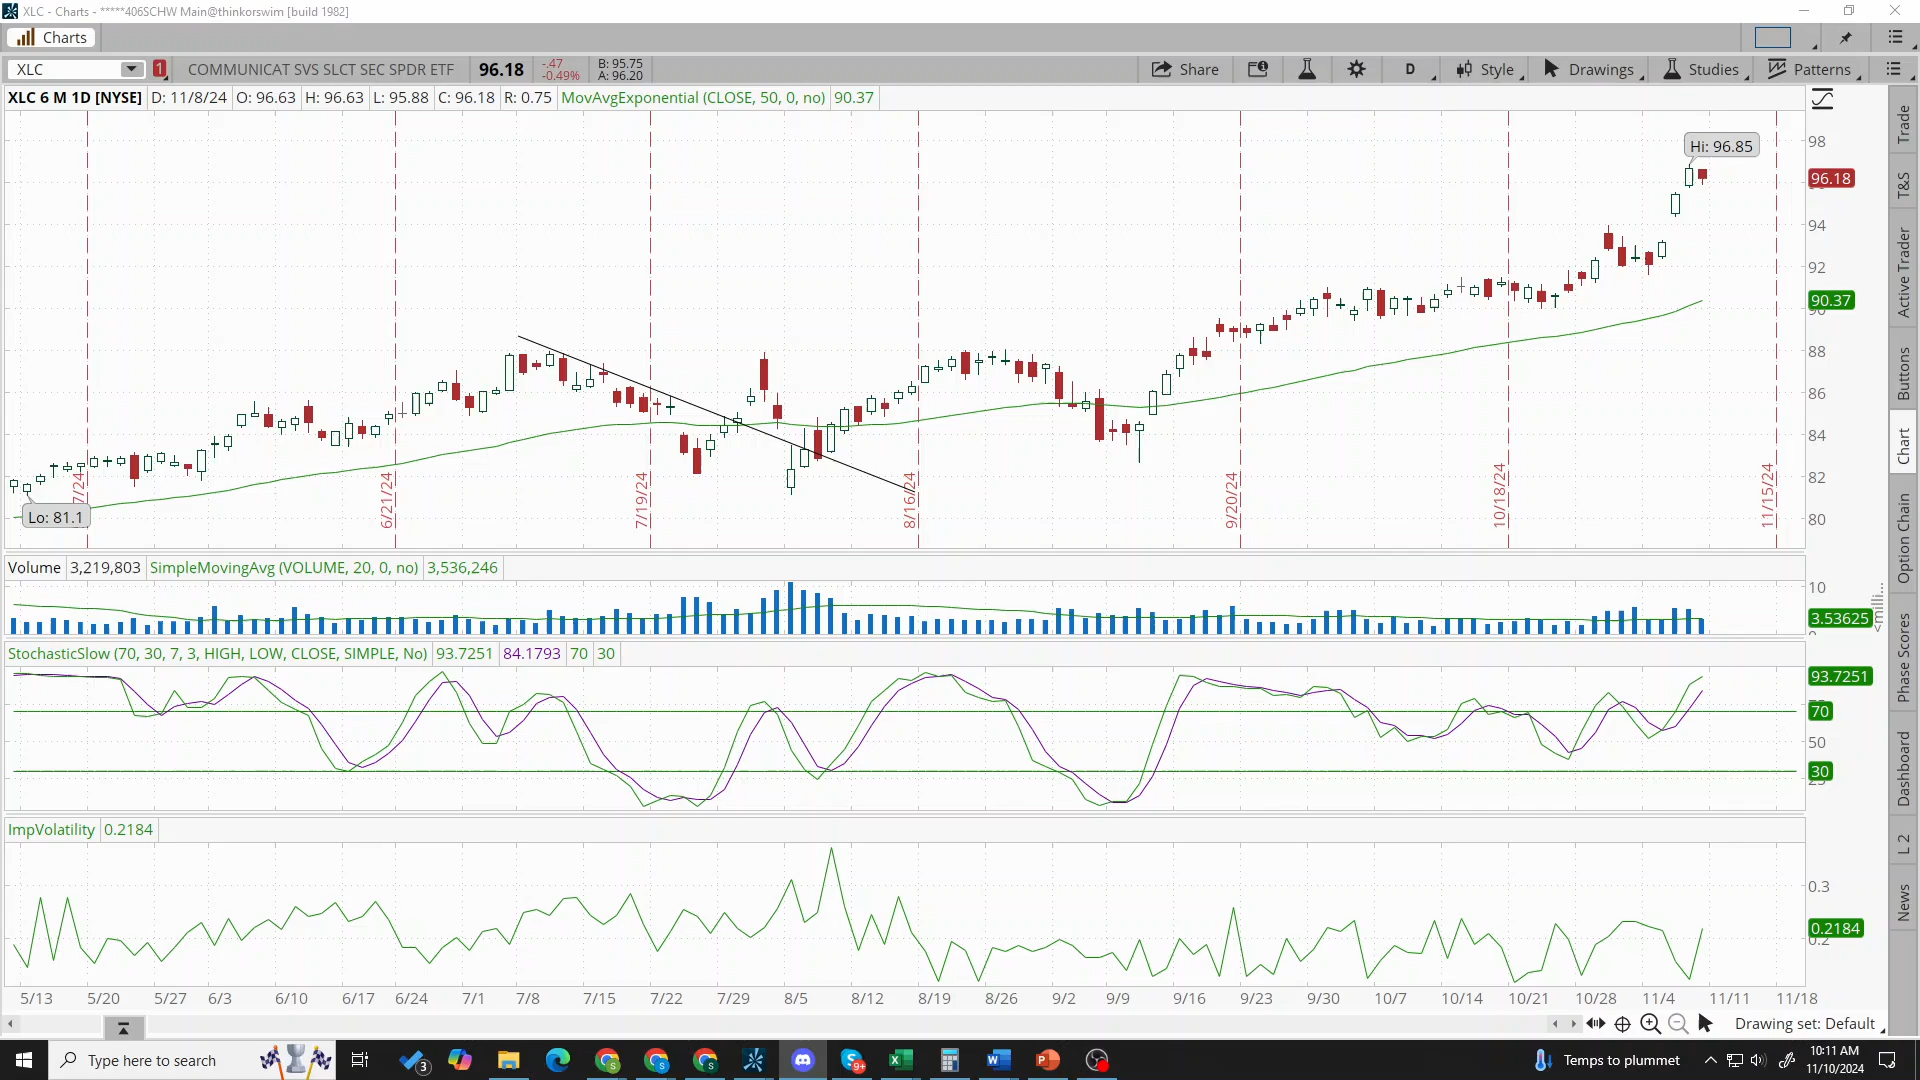 XLC - Charts - *****406SCHW Main@thinkorswim [build 1982]
Charts
XLC 1 COMMUNICAT SVS SLCT SEC SPDR ETF 96.18 -.47 -0.49% B: 95.75 A: 96.20 Share D Style Drawings Studies Patterns
XLC 6 M 1D [NYSE] D: 11/8/24 O: 96.63 H: 96.63 L: 95.88 C: 96.18 R: 0.75 MovAvgExponential (CLOSE, 50, 0, no) 90.37
Hi: 96.85
98
96.18
94
92
90.37
90
88
86
84
82
80
Lo: 81.1
7/24
6/21/24
7/19/24
8/16/24
9/20/24
10/18/24
11/15/24
Volume 3,219,803 SimpleMovingAvg (VOLUME, 20, 0, no) 3,536,246
10
3.53625
<mill...
StochasticSlow (70, 30, 7, 3, HIGH, LOW, CLOSE, SIMPLE, No) 93.7251 84.1793 70 30
93.7251
70
50
30
25
ImpVolatility 0.2184
0.3
0.2184
0.2
5/13 5/20 5/27 6/3 6/10 6/17 6/24 7/1 7/8 7/15 7/22 7/29 8/5 8/12 8/19 8/26 9/2 9/9 9/16 9/23 9/30 10/7 10/14 10/21 10/28 11/4 11/11 11/18
Drawing set: Default
Trade
T&S
Active Trader
Buttons
Chart
Option Chain
Phase Scores
Dashboard
L 2
News
Type here to search
3
9+
Temps to plummet
10:11 AM
11/10/2024